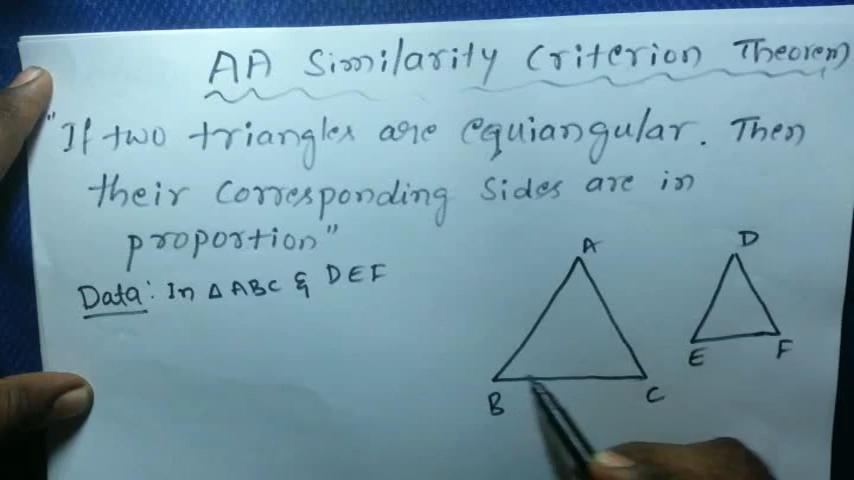 AA Similarity Criterion Theorem
"If two triangles are equiangular. Then
their corresponding sides are in
proportion"
Data: In △ ABC & DEF
A
B
C
D
E
F